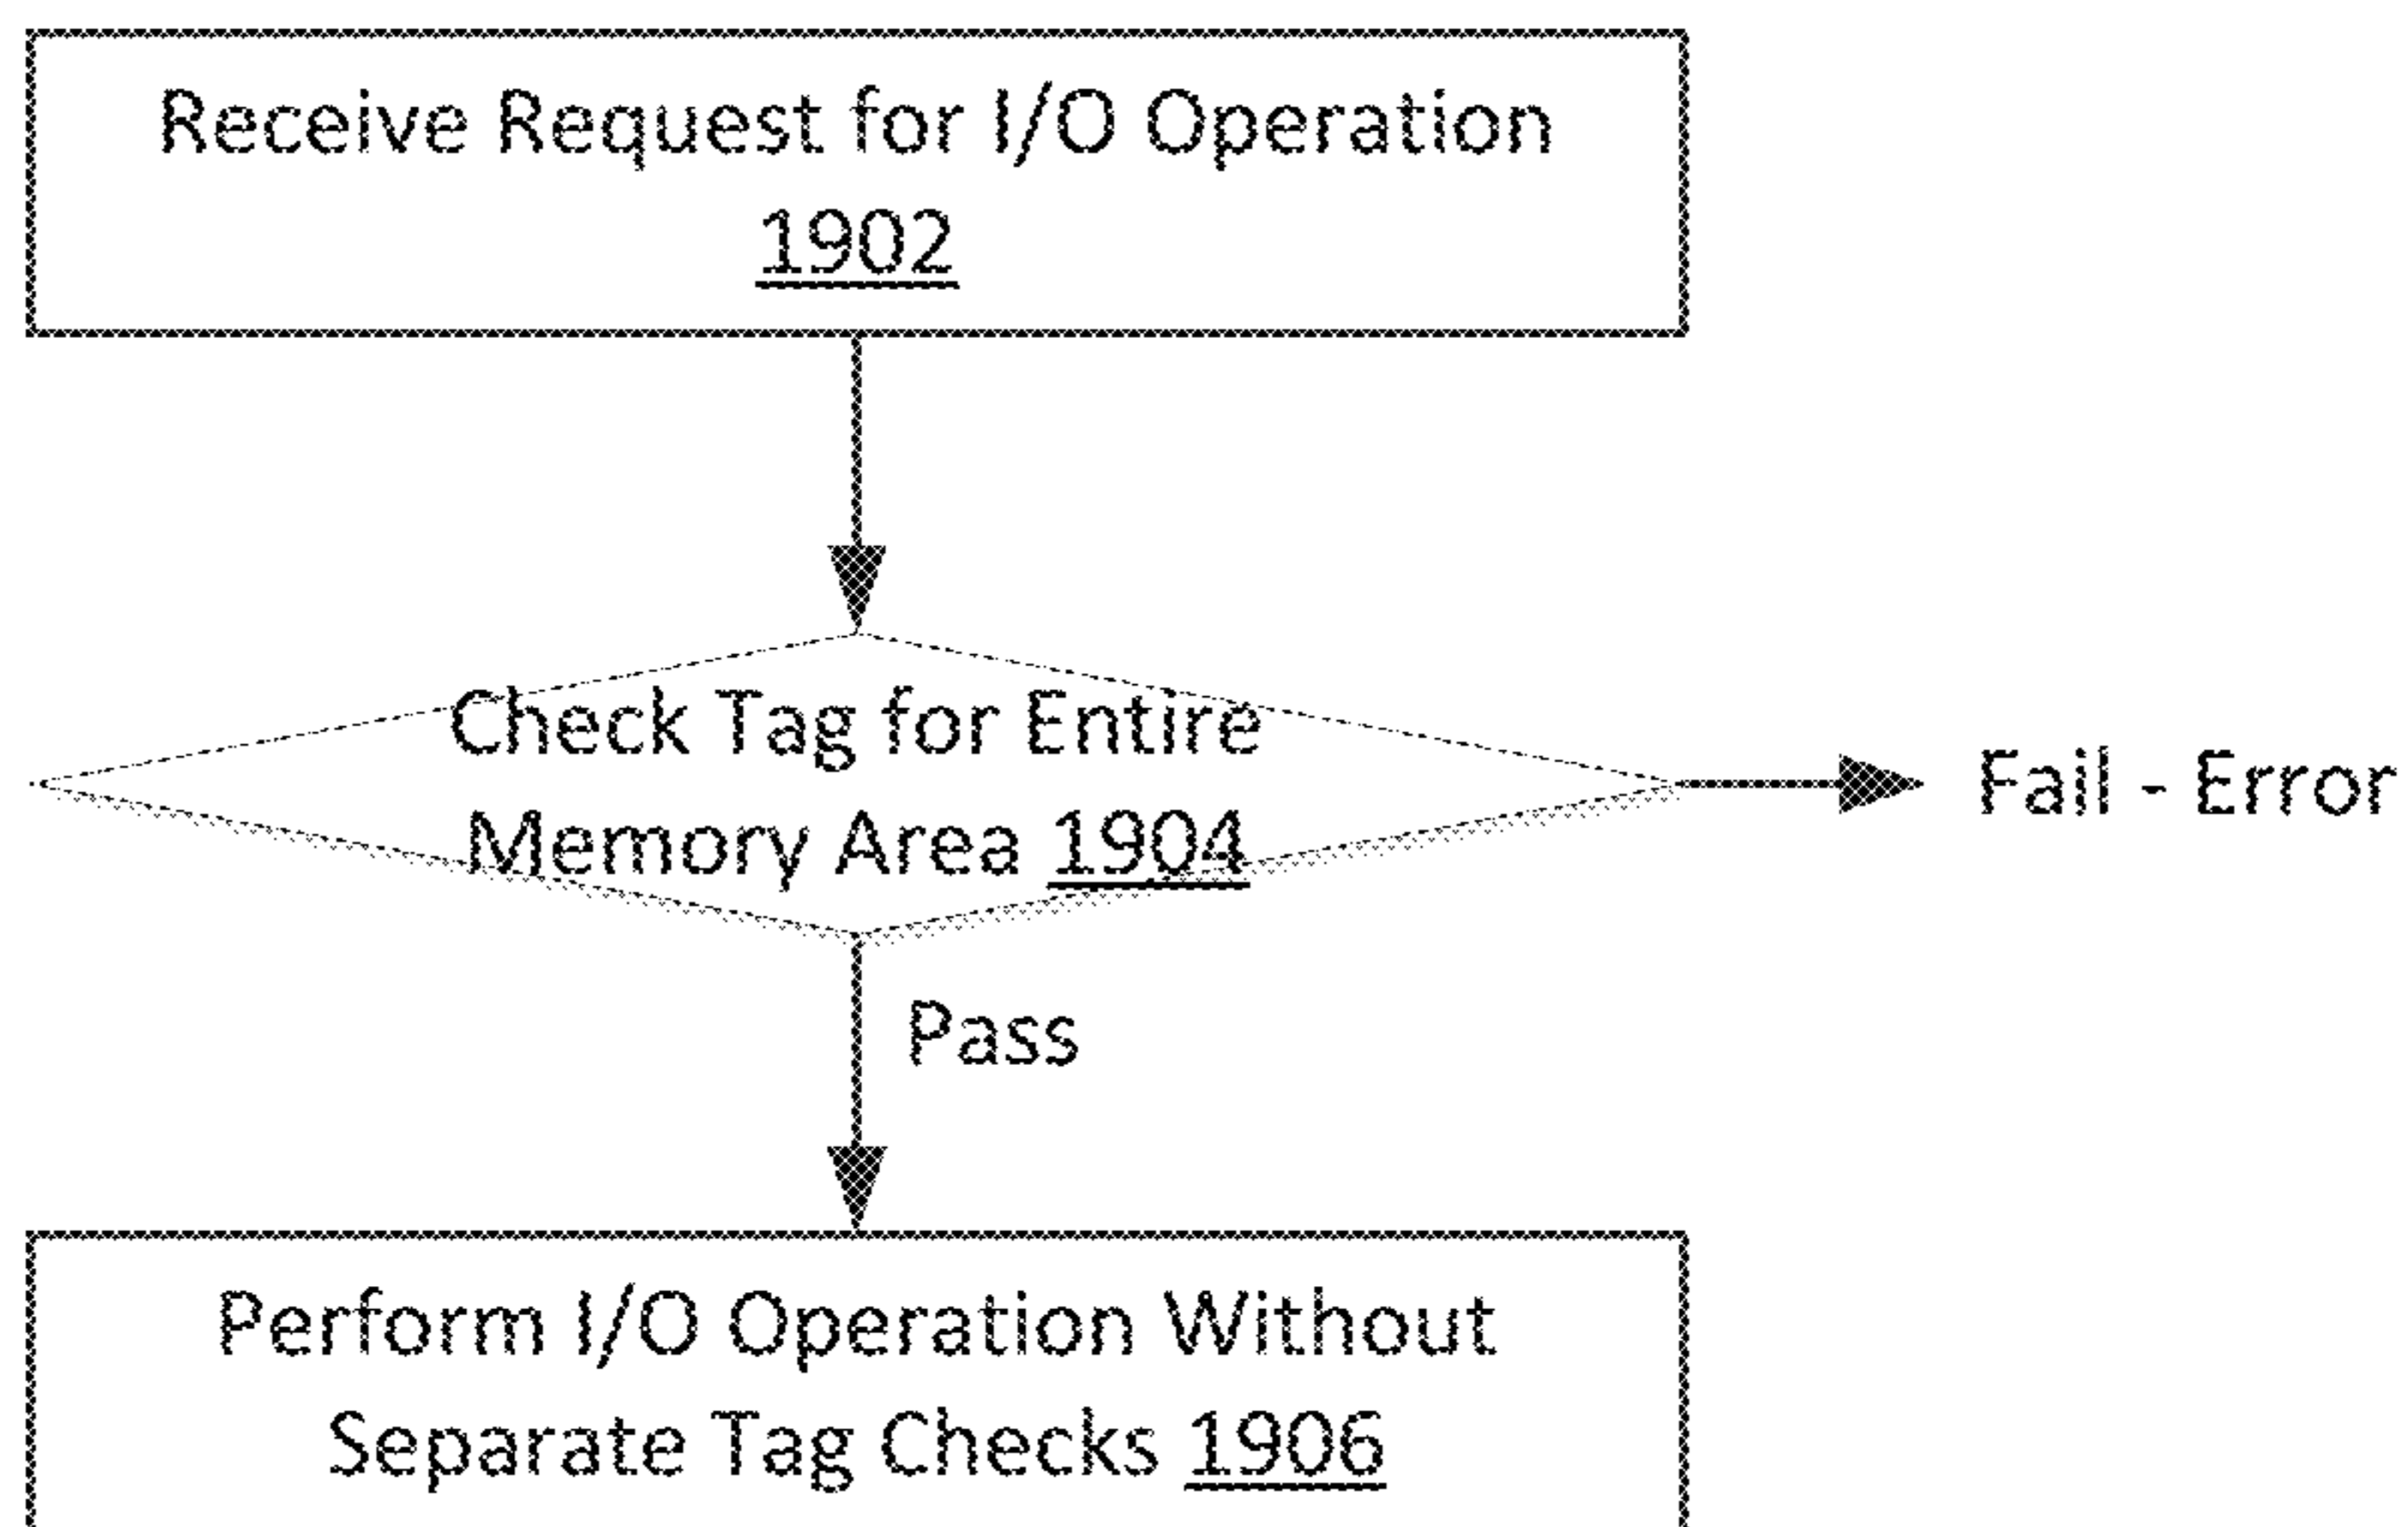 Receive Request for I/O Operation
1902
Check Tag for Entire
Memory Area 1904
Fail - Error
Pass
Perform I/O Operation Without
Separate Tag Checks 1906